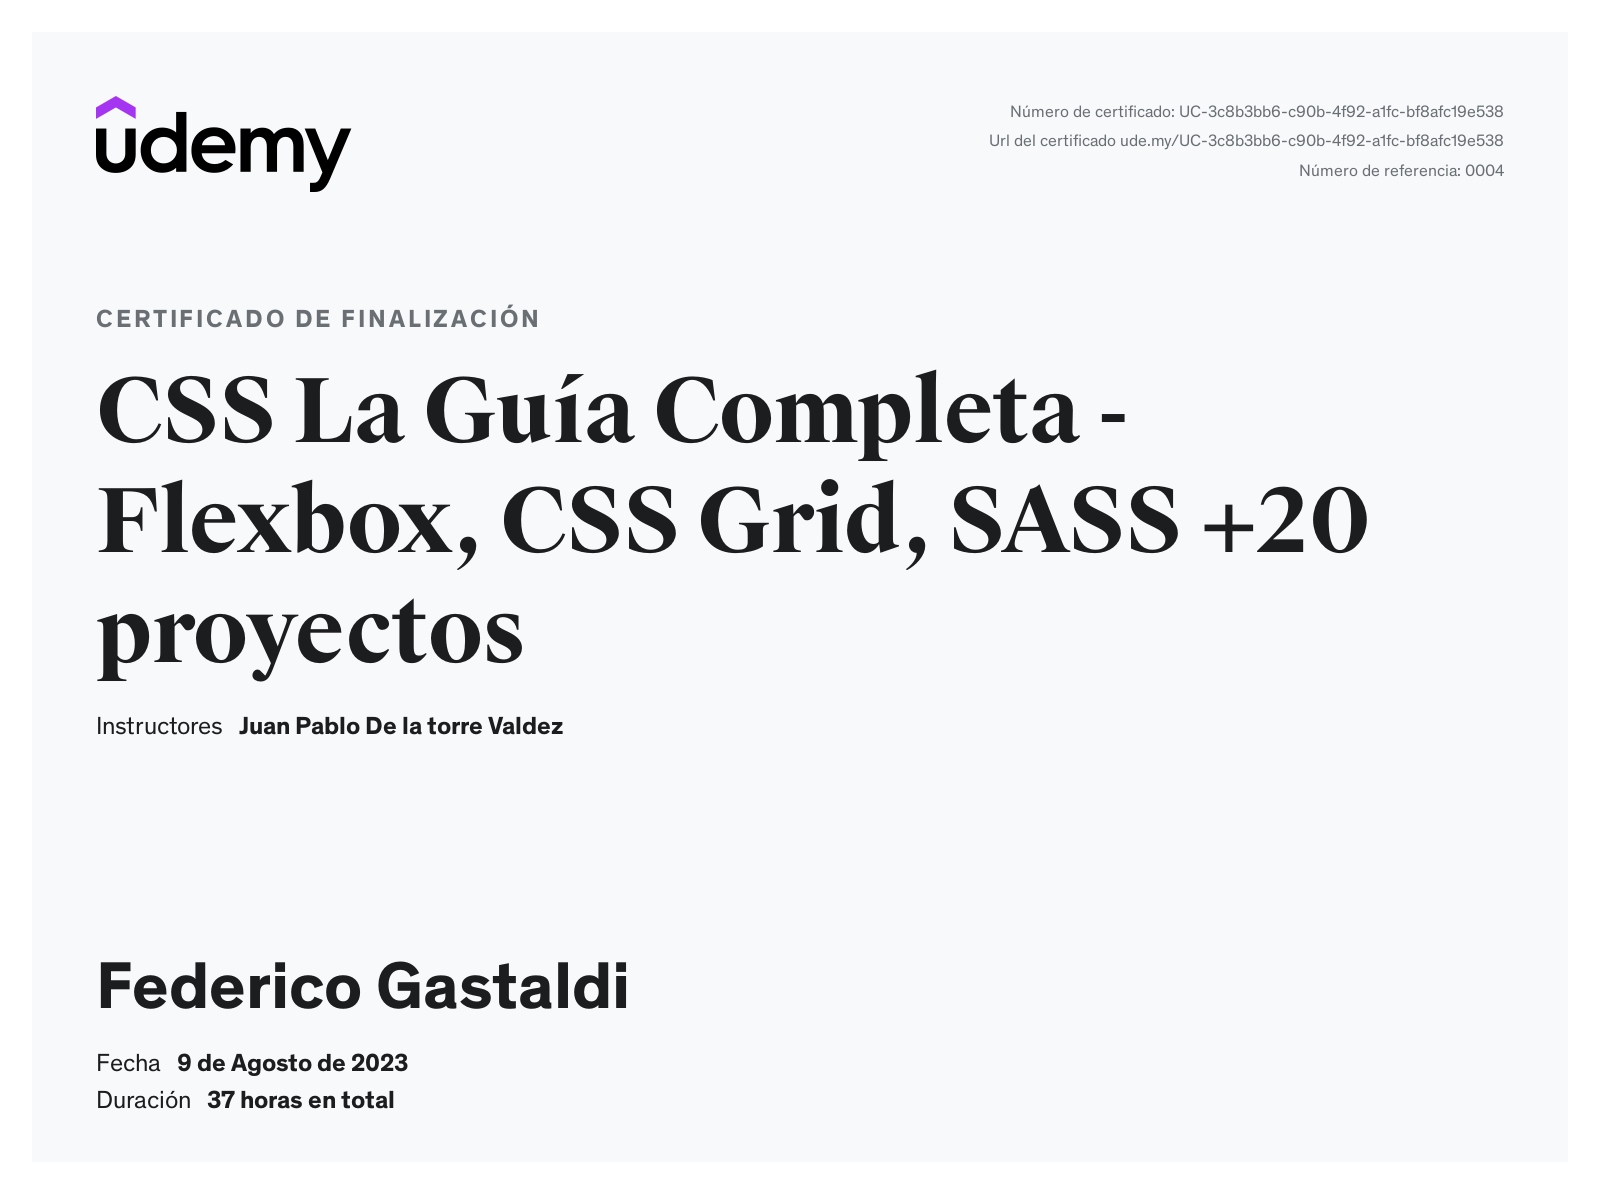 udemy
Número de certificado: UC-3c8b3bb6-c90b-4f92-a1fc-bf8afc19e538
Url del certificado ude.my/UC-3c8b3bb6-c90b-4f92-a1fc-bf8afc19e538
Número de referencia: 0004
CERTIFICADO DE FINALIZACIÓN
CSS La Guía Completa -
Flexbox, CSS Grid, SASS +20
proyectos
Instructores Juan Pablo De la torre Valdez
Federico Gastaldi
Fecha 9 de Agosto de 2023
Duración 37 horas en total